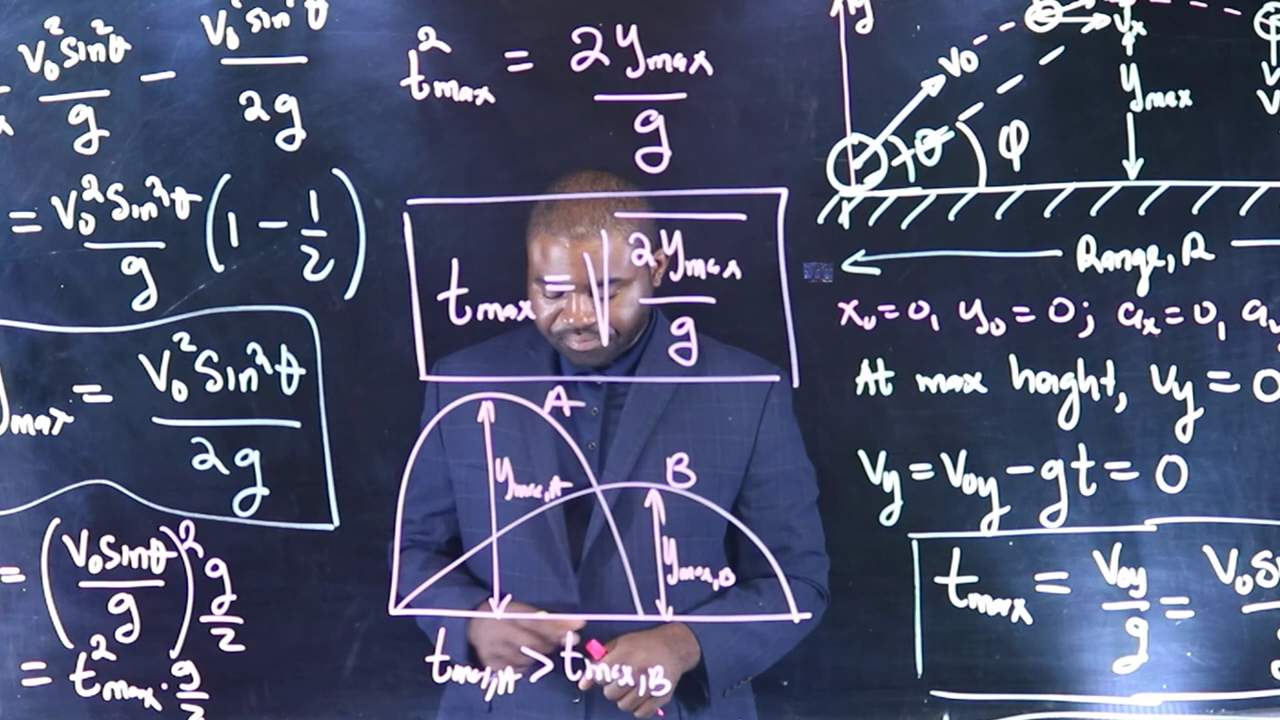 V₀²Sin²θ/g − V₀²Sin²θ/2g
= V₀²Sin²θ/g (1 − 1/2)
ymax = V₀²Sin²θ/2g
= (V₀Sinθ/g)² g/2
= t²max · g/2
t²max = 2ymax/g
tmax = √(2ymax/g)
A
ymax,A
B
ymax,B
tmax,A > tmax,B
y
V₀
Vx
θ
φ
ymax
Range, R
x₀=0, y₀=0; ax=0,
At max height, Vy = 0
Vy = V₀y − gt = 0
tmax = V₀y/g =